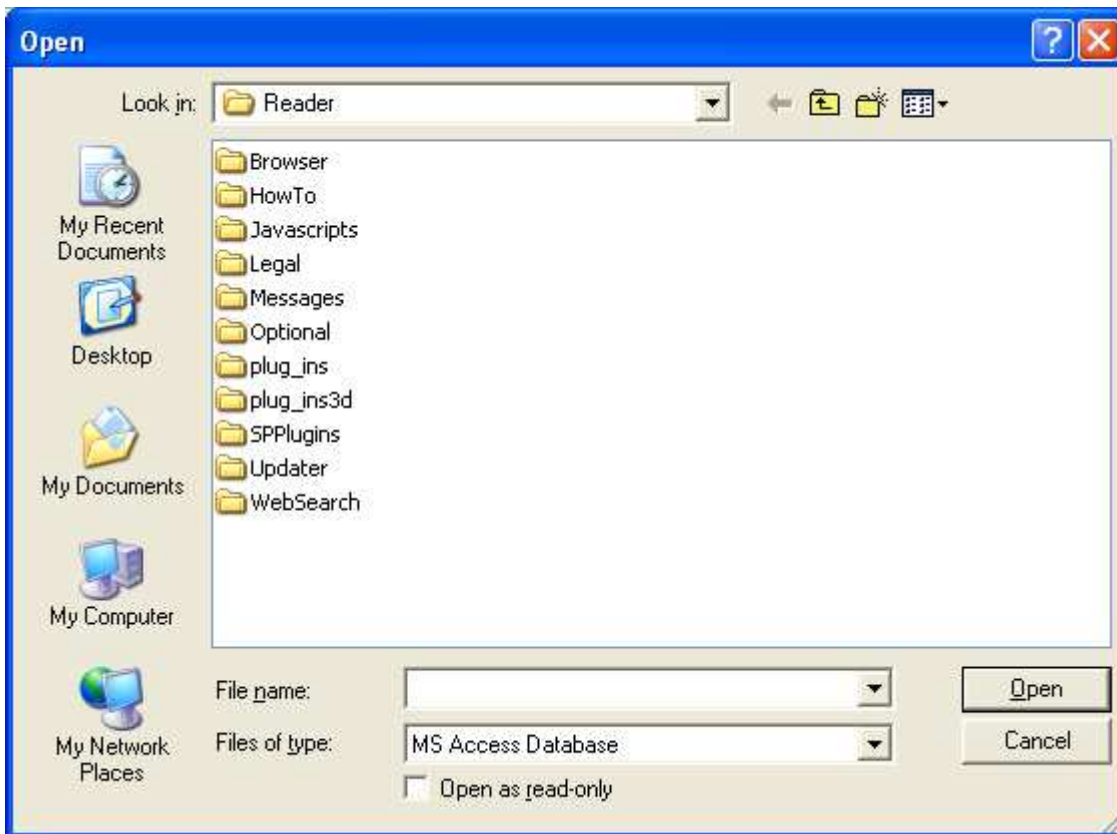 Open
Look in: Reader
My Recent
Documents
Desktop
My Documents
My Computer
My Network
Places
Browser
HowTo
Javascripts
Legal
Messages
Optional
plug_ins
plug_ins3d
SPPlugins
Updater
WebSearch
File name:
Open
Files of type: MS Access Database
Cancel
Open as read-only